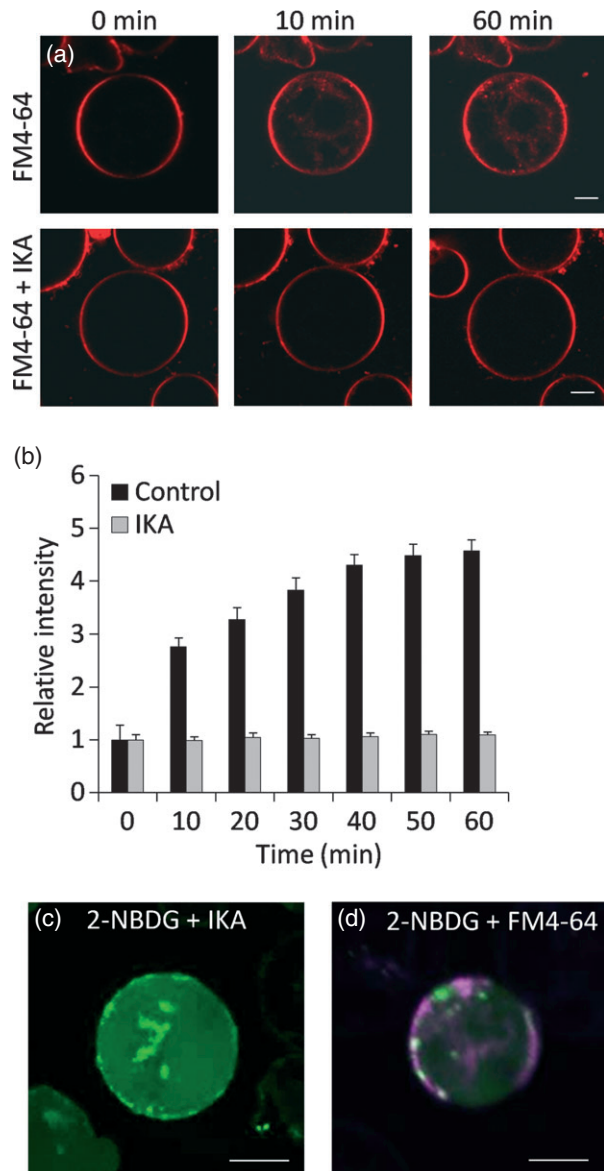 0 min 10 min 60 min
(a)
FM4-64
FM4-64 + IKA
(b)
6
5
4
3
2
1
0
Relative intensity
Control
IKA
0 10 20 30 40 50 60
Time (min)
(c) 2-NBDG + IKA
(d) 2-NBDG + FM4-64